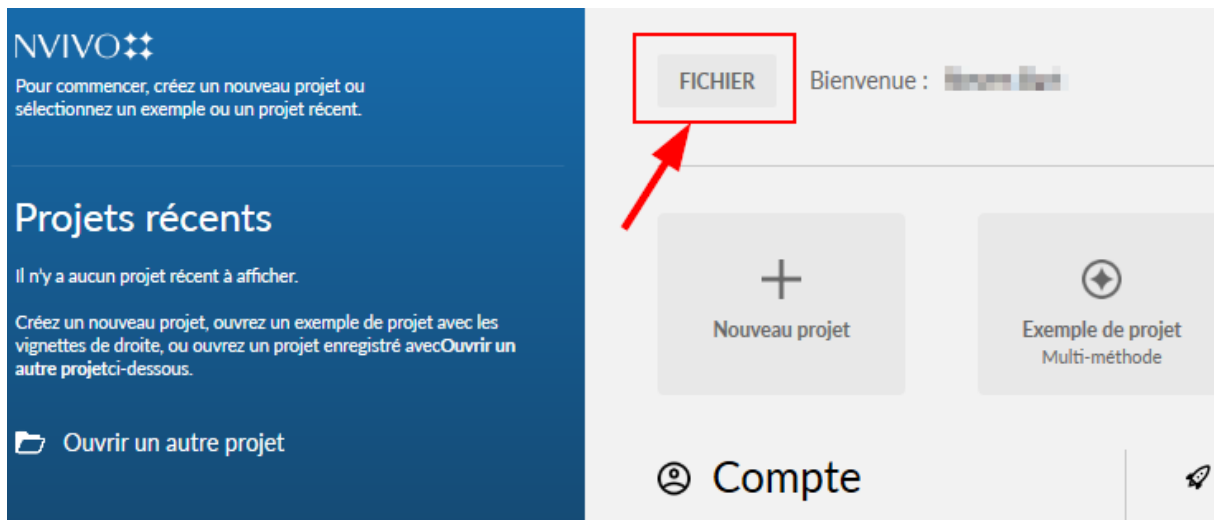 NVIVO
Pour commencer, créez un nouveau projet ou
sélectionnez un exemple ou un projet récent.
Projets récents
Il n'y a aucun projet récent à afficher.
Créez un nouveau projet, ouvrez un exemple de projet avec les
vignettes de droite, ou ouvrez un projet enregistré avecOuvrir un
autre projetci-dessous.
Ouvrir un autre projet
FICHIER
Bienvenue :
Nouveau projet
Exemple de projet
Multi-méthode
Compte